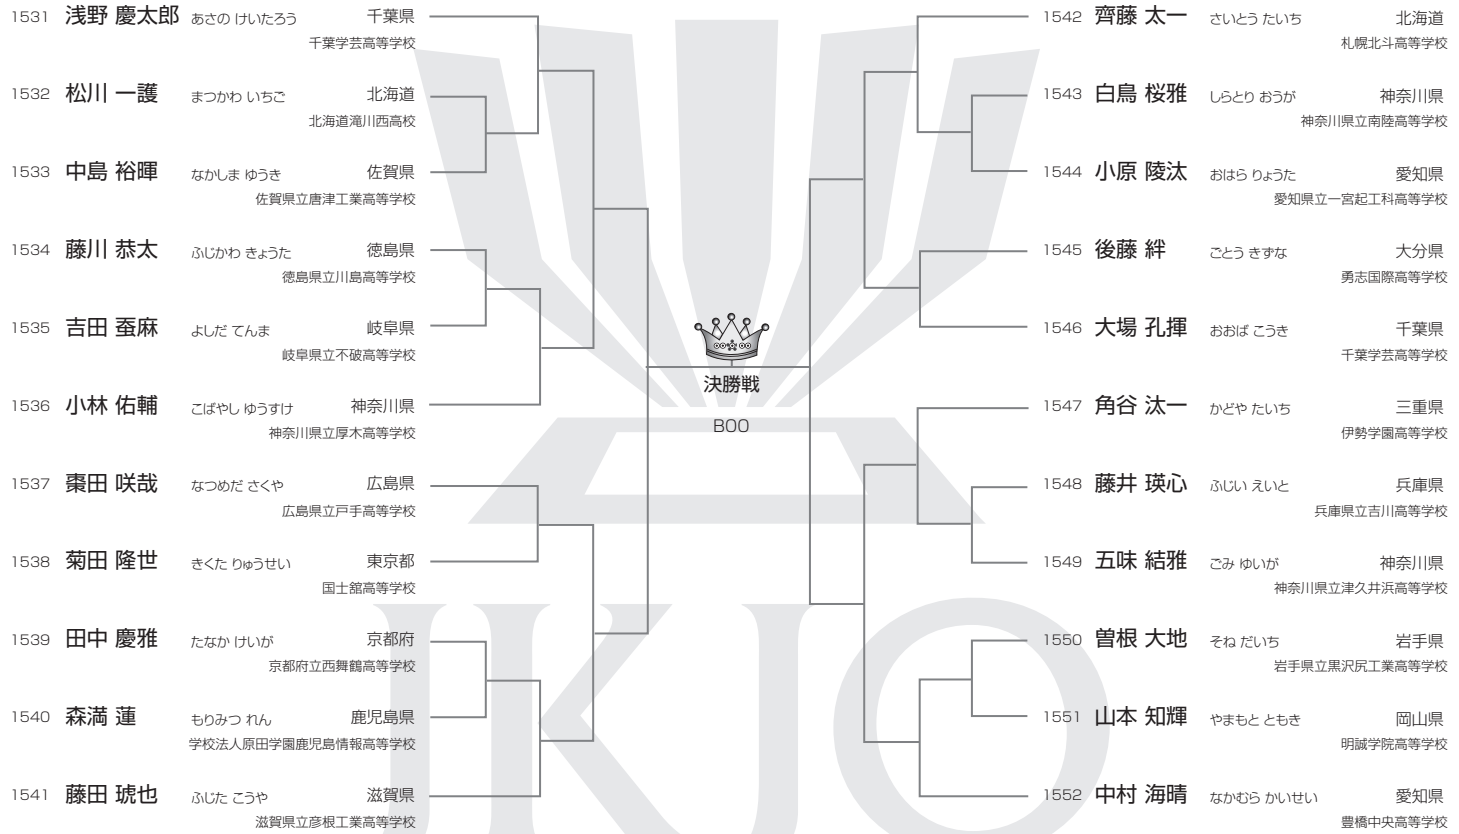 1531 浅野 慶太郎 あさの けいたろう 千葉県
千葉学芸高等学校
1532 松川 一護 まつかわ いちご 北海道
北海道滝川西高校
1533 中島 裕暉 なかしま ゆうき 佐賀県
佐賀県立唐津工業高等学校
1534 藤川 恭太 ふじかわ きょうた 徳島県
徳島県立川島高等学校
1535 吉田 蚕麻 よしだ てんま 岐阜県
岐阜県立不破高等学校
1536 小林 佑輔 こばやし ゆうすけ 神奈川県
神奈川県立厚木高等学校
1537 棗田 咲哉 なつめだ さくや 広島県
広島県立戸手高等学校
1538 菊田 隆世 きくた りゅうせい 東京都
国士舘高等学校
1539 田中 慶雅 たなか けいが 京都府
京都府立西舞鶴高等学校
1540 森満 蓮 もりみつ れん 鹿児島県
学校法人原田学園鹿児島情報高等学校
1541 藤田 琥也 ふじた こうや 滋賀県
滋賀県立彦根工業高等学校
決勝戦
B00
1542 齊藤 太一 さいとう たいち 北海道
札幌北斗高等学校
1543 白鳥 桜雅 しらとり おうが 神奈川県
神奈川県立南陵高等学校
1544 小原 陵汰 おはら りょうた 愛知県
愛知県立一宮起工科高等学校
1545 後藤 絆 ごとう きずな 大分県
勇志国際高等学校
1546 大場 孔揮 おおば こうき 千葉県
千葉学芸高等学校
1547 角谷 汰一 かどや たいち 三重県
伊勢学園高等学校
1548 藤井 瑛心 ふじい えいと 兵庫県
兵庫県立吉川高等学校
1549 五味 結雅 ごみ ゆいが 神奈川県
神奈川県立津久井浜高等学校
1550 曽根 大地 そね だいち 岩手県
岩手県立黒沢尻工業高等学校
1551 山本 知輝 やまもと ともき 岡山県
明誠学院高等学校
1552 中村 海晴 なかむら かいせい 愛知県
豊橋中央高等学校
JKJO